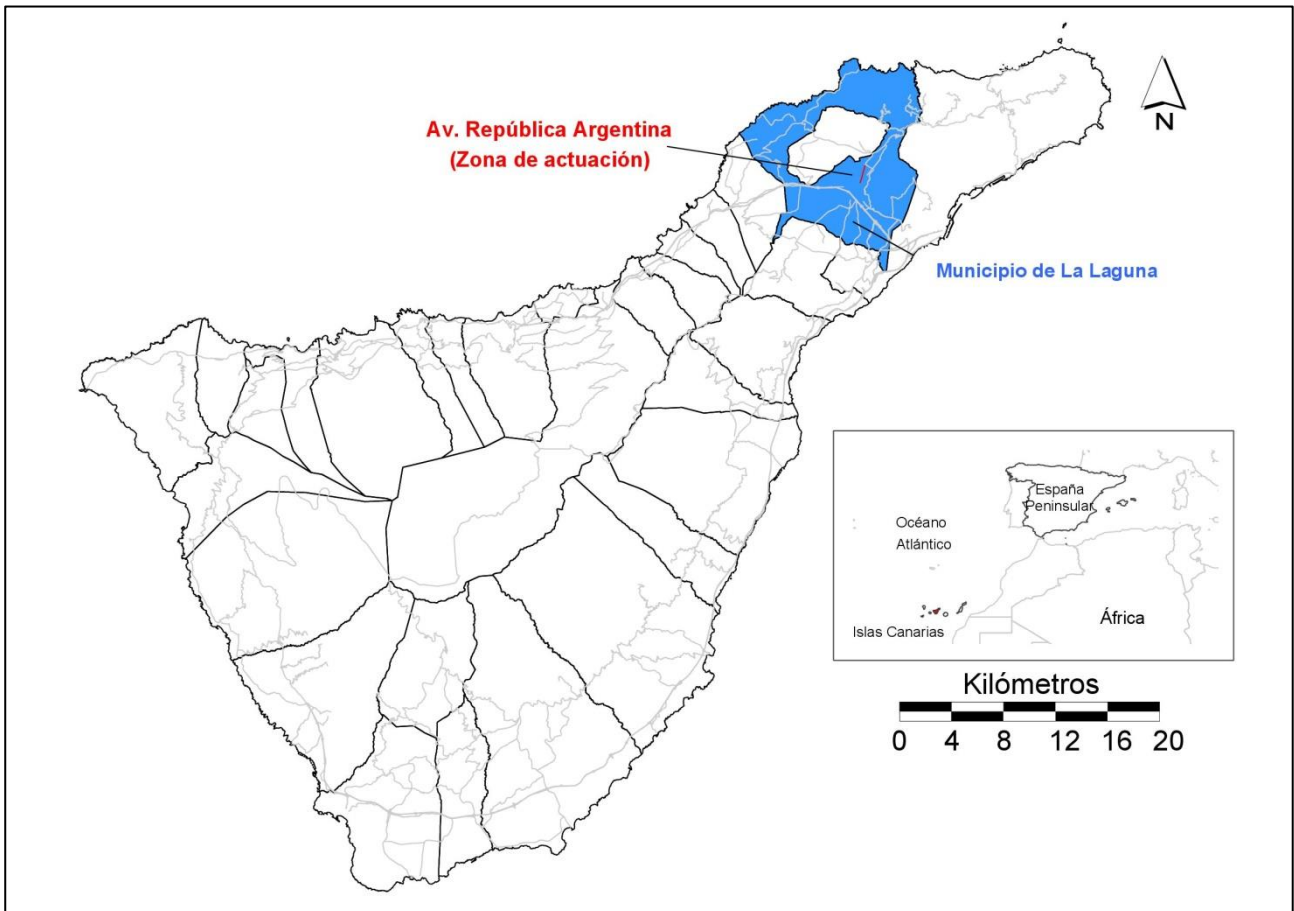 Av. República Argentina
(Zona de actuación)
N
Municipio de La Laguna
España
Peninsular
Océano
Atlántico
Islas Canarias
África
Kilómetros
0 4 8 12 16 20